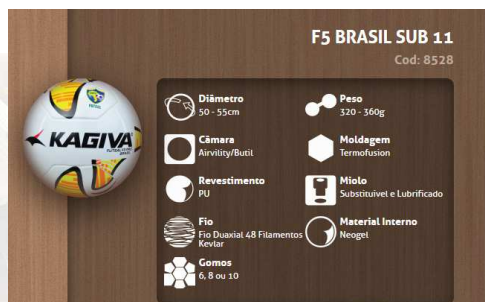 F5 BRASIL SUB 11
Cod: 8528
KAGIVA
Diâmetro
50 - 55cm
Peso
320 - 360g
Câmara
Airvility/Butil
Moldagem
Termofusion
Revestimento
PU
Miolo
Substituivel e Lubrificado
Fio
Fio Duaxial 48 Filamentos
Kevlar
Material Interno
Neogel
Gomos
6, 8 ou 10